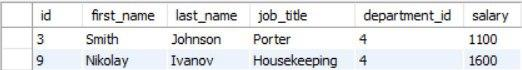 id first_name last_name job_title department_id salary
3 Smith Johnson Porter 4 1100
9 Nikolay Ivanov Housekeeping 4 1600